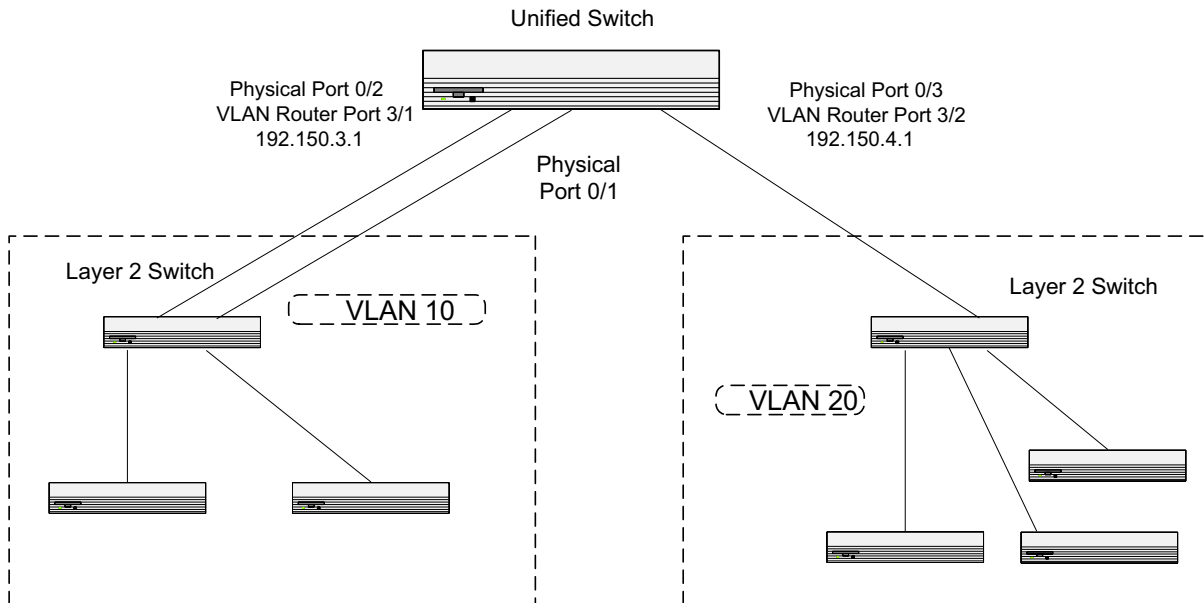 Unified Switch
Physical Port 0/2
VLAN Router Port 3/1
192.150.3.1
Physical Port 0/3
VLAN Router Port 3/2
192.150.4.1
Physical
Port 0/1
Layer 2 Switch
VLAN 10
Layer 2 Switch
VLAN 20